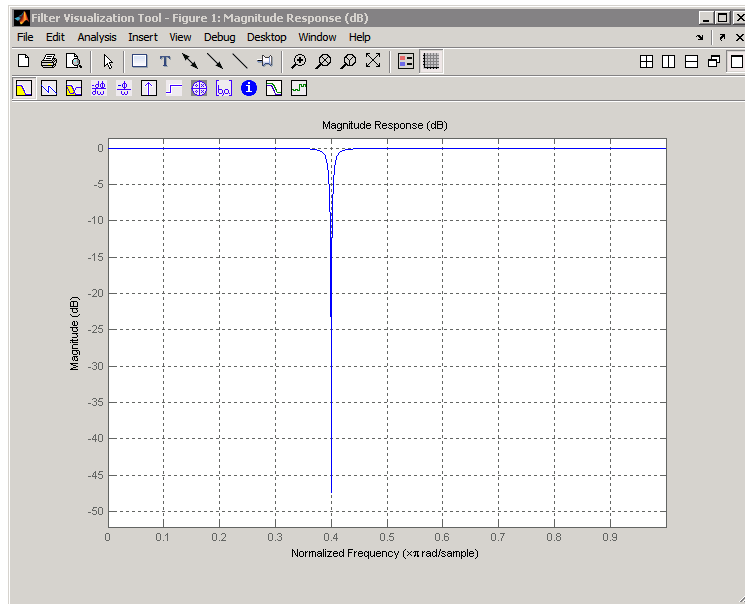 Filter Visualization Tool - Figure 1: Magnitude Response (dB)
File Edit Analysis Insert View Debug Desktop Window Help
T
[b,a]
i
Magnitude Response (dB)
Magnitude (dB)
0
-5
-10
-15
-20
-25
-30
-35
-40
-45
-50
0 0.1 0.2 0.3 0.4 0.5 0.6 0.7 0.8 0.9
Normalized Frequency (×π rad/sample)